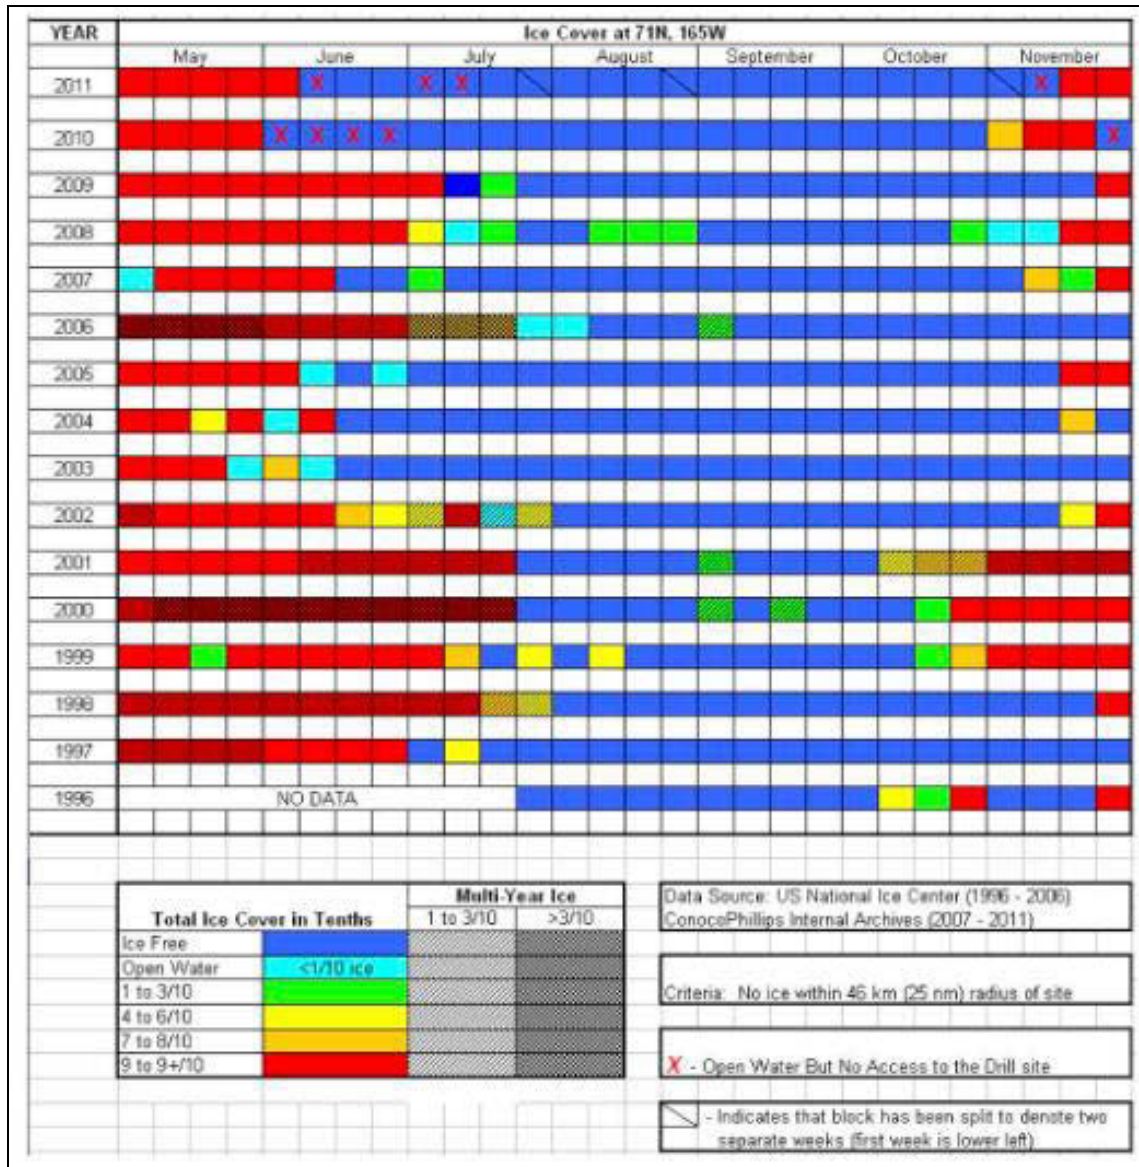 YEAR Ice Cover at 71N, 165W
May June July August September October November
2011 X X X X
2010 X X X X X
2009
2008
2007
2006
2005
2004
2003
2002
2001
2000
1999
1998
1997
1996 NO DATA
Multi-Year Ice
Total Ice Cover in Tenths 1 to 3/10 >3/10
Ice Free
Open Water <1/10 ice
1 to 3/10
4 to 6/10
7 to 8/10
9 to 9+/10
Data Source: US National Ice Center (1996 - 2006)
ConocoPhillips Internal Archives (2007 - 2011)
Criteria: No ice within 46 km (25 nm) radius of site
X - Open Water But No Access to the Drill site
- Indicates that block has been split to denote two
separate weeks (first week is lower left)